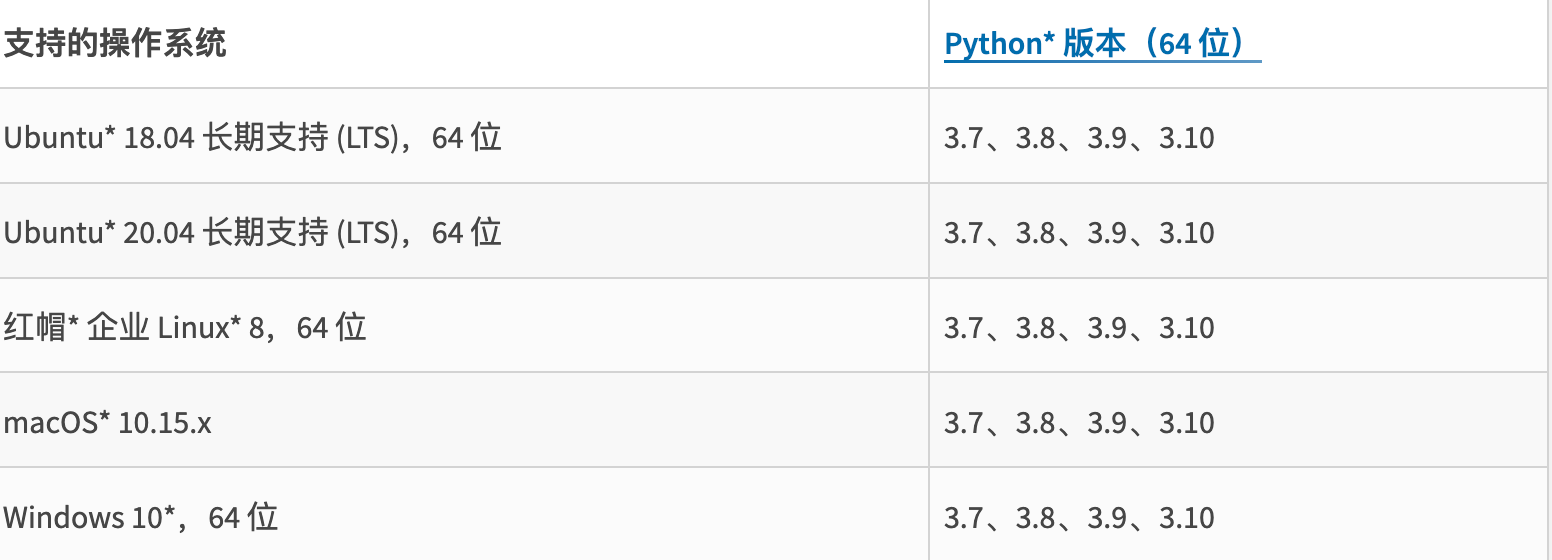 支持的操作系统 Python* 版本（64 位）
Ubuntu* 18.04 长期支持 (LTS)，64 位 3.7、3.8、3.9、3.10
Ubuntu* 20.04 长期支持 (LTS)，64 位 3.7、3.8、3.9、3.10
红帽* 企业 Linux* 8，64 位 3.7、3.8、3.9、3.10
macOS* 10.15.x 3.7、3.8、3.9、3.10
Windows 10*，64 位 3.7、3.8、3.9、3.10